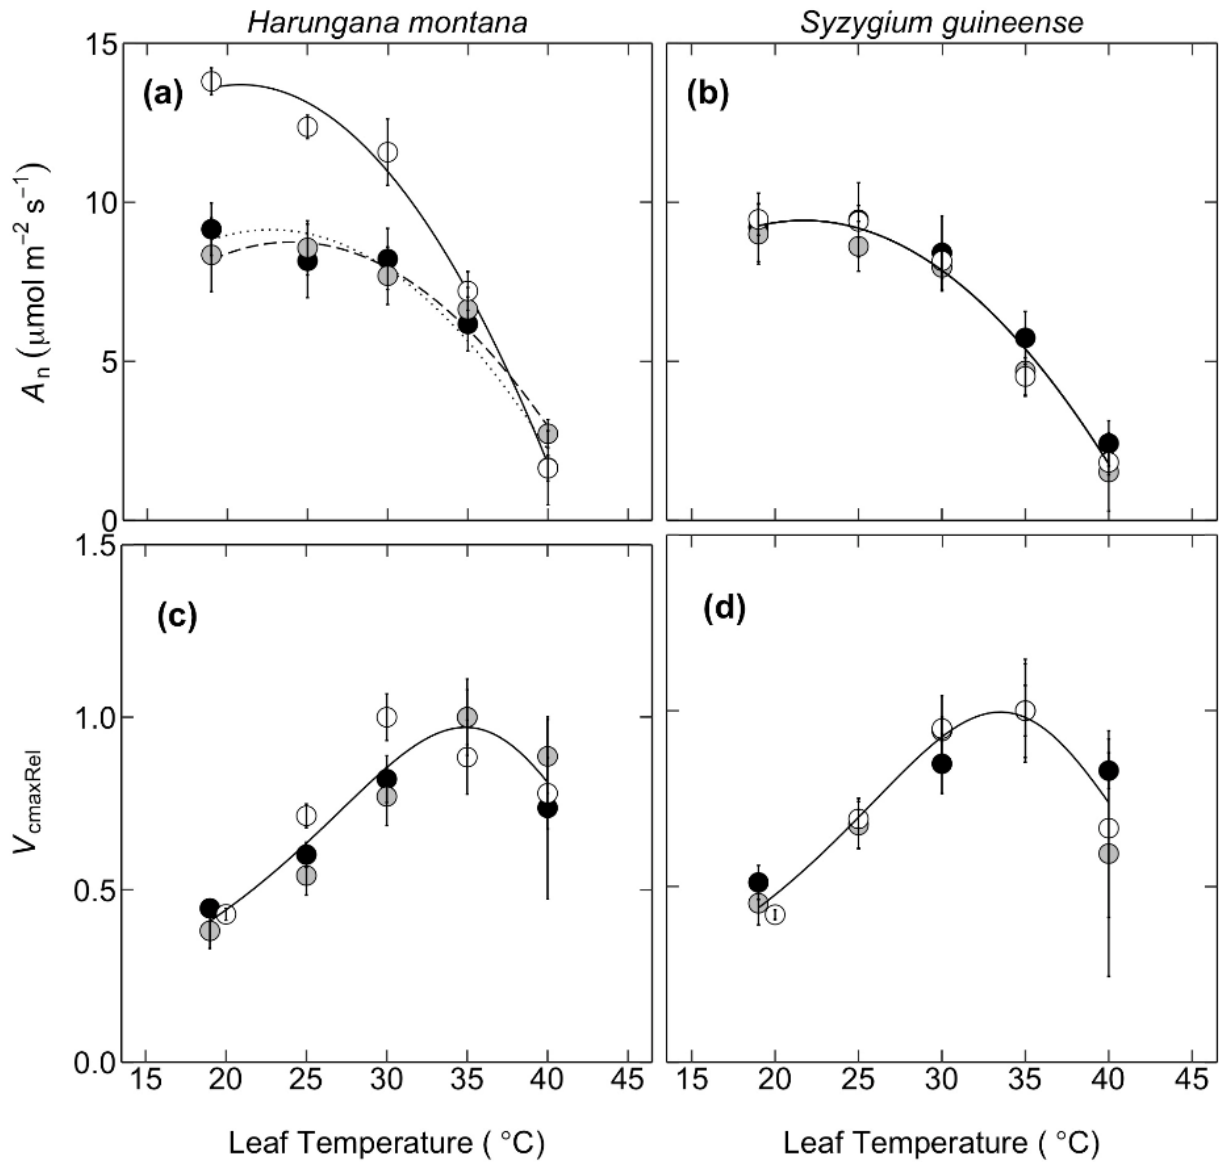 Harungana montana
Syzygium guineense
15
(a)
(b)
10
5
0
Aₙ (μmol m⁻² s⁻¹)
1.5
(c)
(d)
1.0
0.5
0.0
V_cmaxRel
15 20 25 30 35 40 45
15 20 25 30 35 40 45
Leaf Temperature ( °C)
Leaf Temperature ( °C)